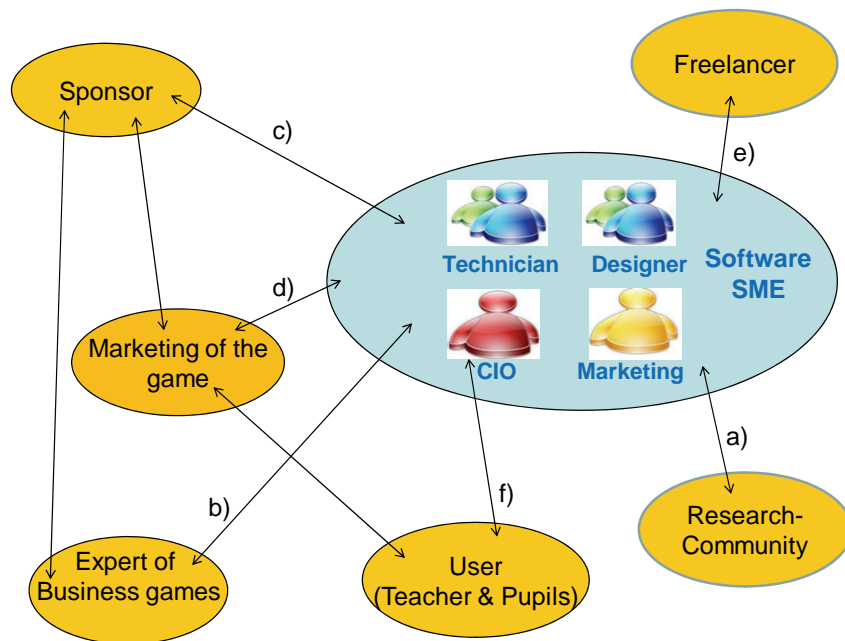 Freelancer
Sponsor
c)
e)
Technician
Designer
Software
SME
d)
Marketing of the
game
CIO
Marketing
a)
b)
f)
Research-
Community
Expert of
Business games
User
(Teacher & Pupils)